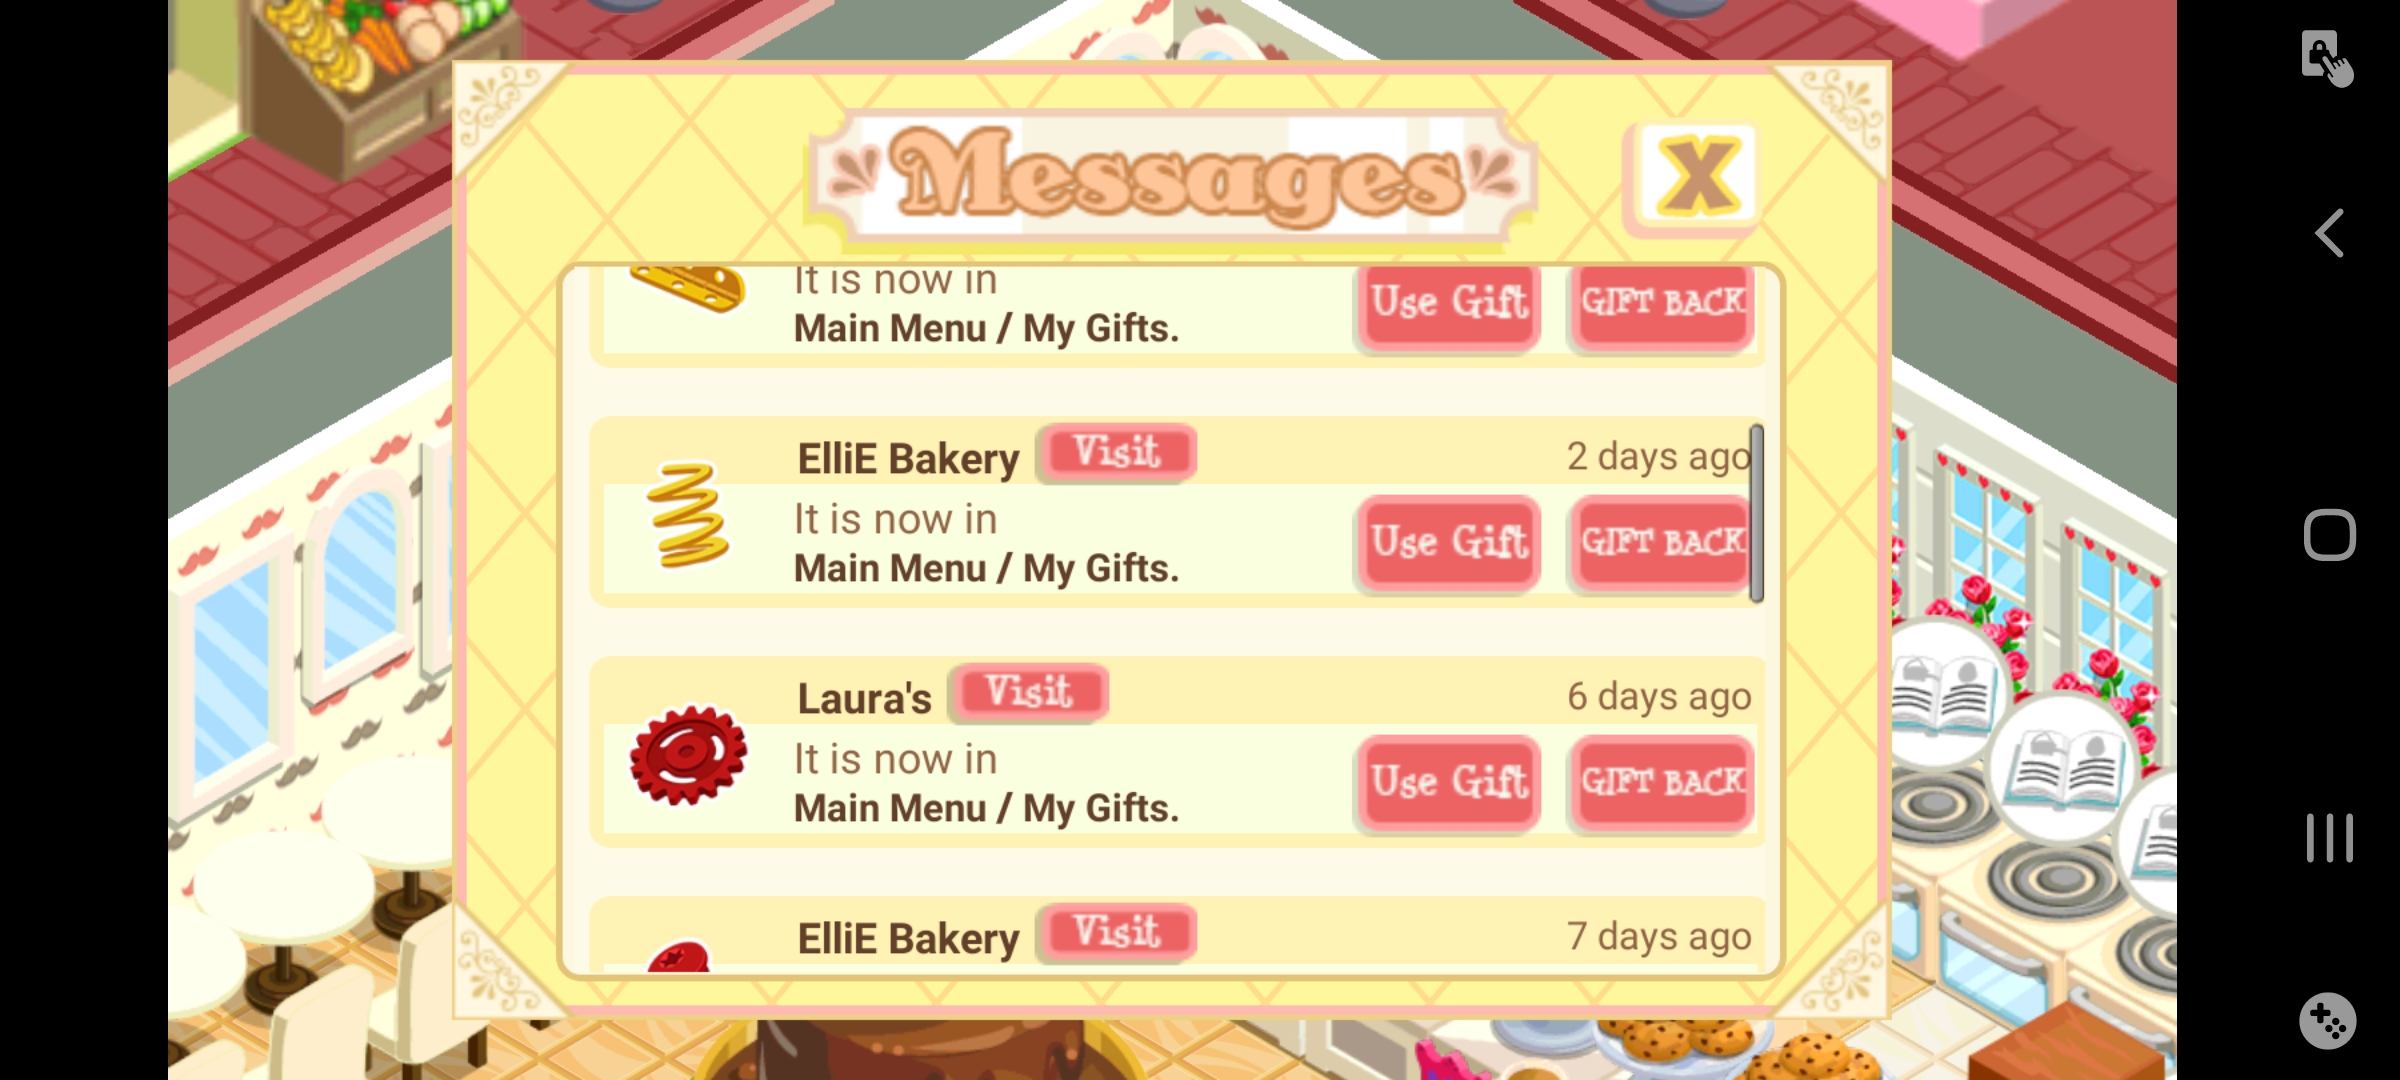 Messages
X
It is now in
Main Menu / My Gifts.
Use Gift
GIFT BACK
ElliE Bakery
Visit
2 days ago
It is now in
Main Menu / My Gifts.
Use Gift
GIFT BACK
Laura's
Visit
6 days ago
It is now in
Main Menu / My Gifts.
Use Gift
GIFT BACK
ElliE Bakery
Visit
7 days ago